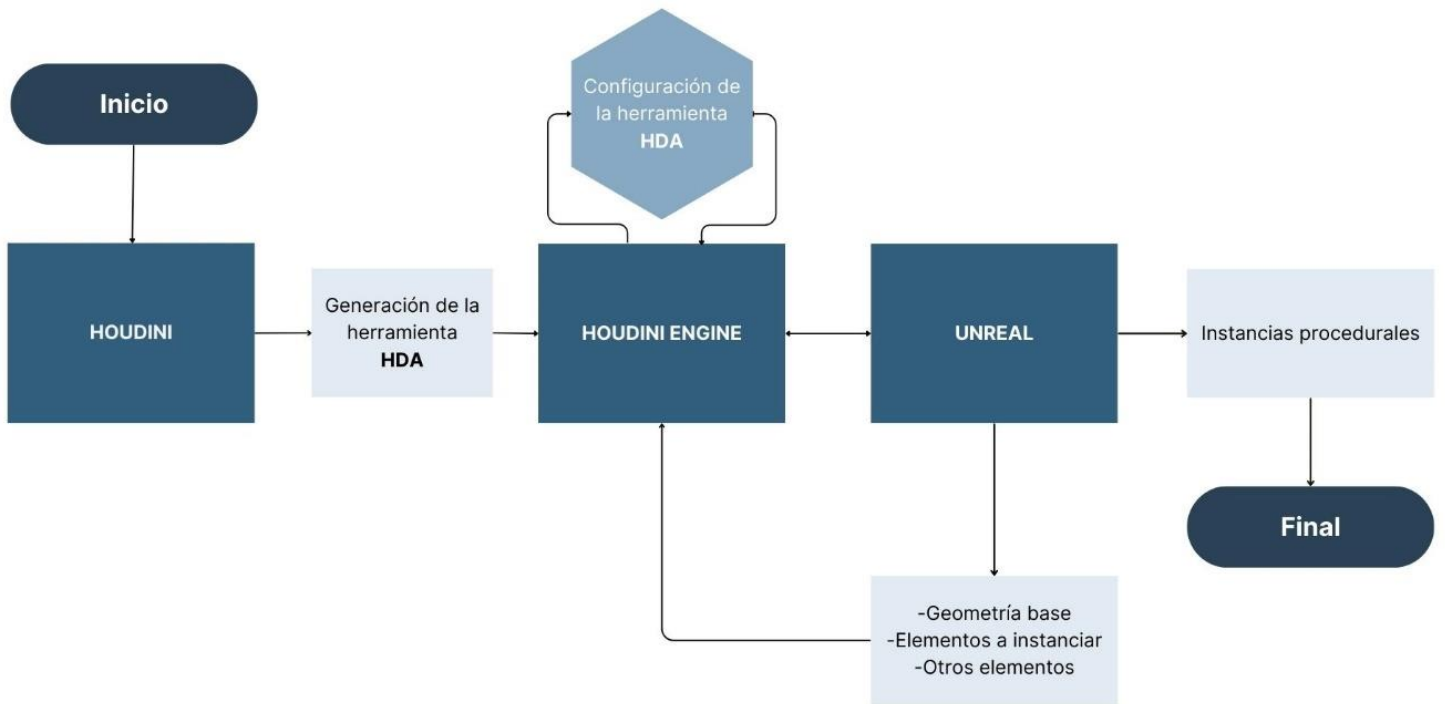 Inicio
Configuración de
la herramienta
HDA
HOUDINI
Generación de la
herramienta
HDA
HOUDINI ENGINE
UNREAL
Instancias procedurales
Final
-Geometría base
-Elementos a instanciar
-Otros elementos